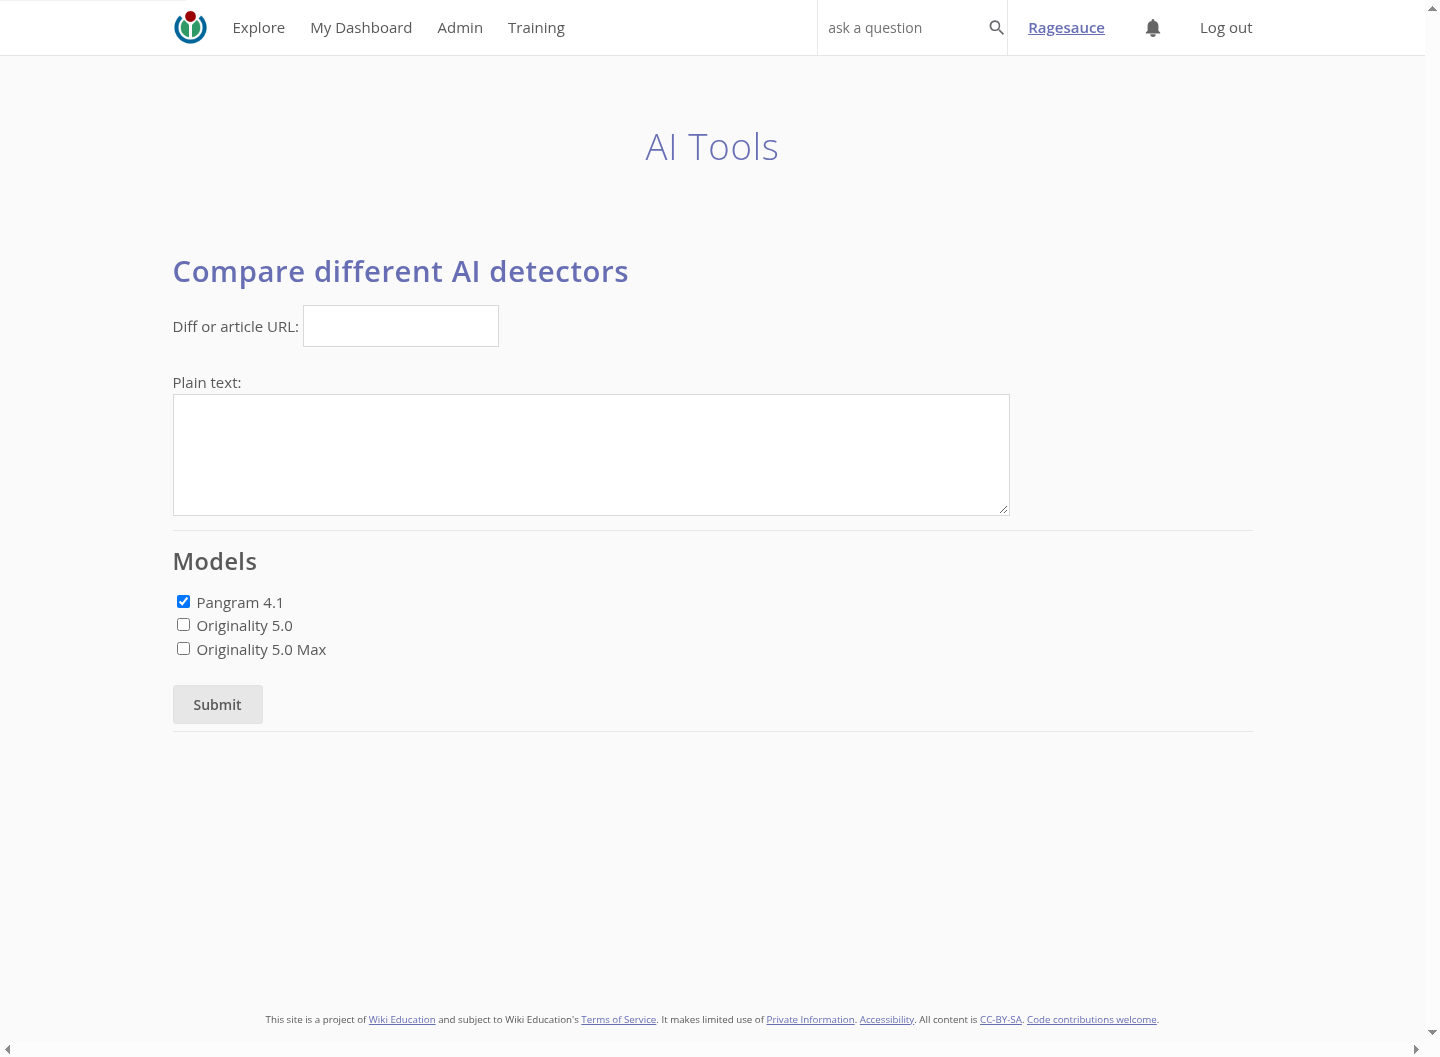 Explore My Dashboard Admin Training ask a question Ragesauce Log out
AI Tools
Compare different AI detectors
Diff or article URL:
Plain text:
Models
Pangram 4.1
Originality 5.0
Originality 5.0 Max
Submit
This site is a project of Wiki Education and subject to Wiki Education's Terms of Service. It makes limited use of Private Information. Accessibility. All content is CC-BY-SA. Code contributions welcome.